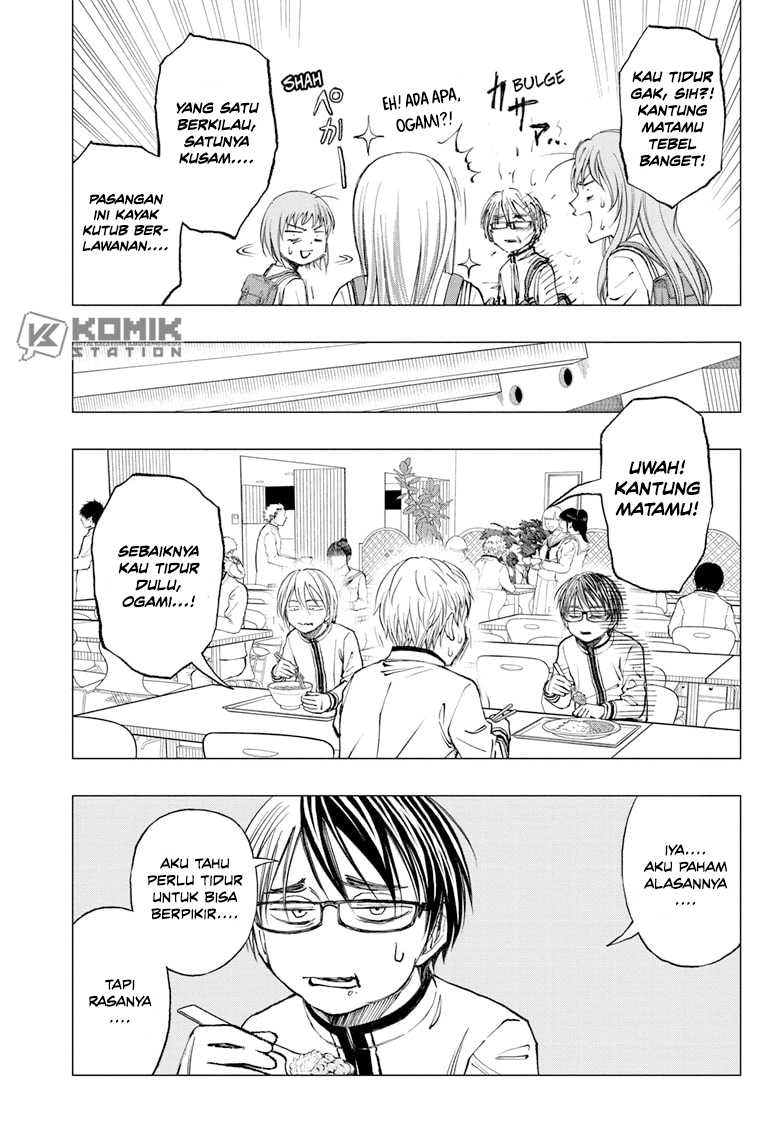 KAU TIDUR
GAK, SIH?!
KANTUNG
MATAMU
TEBEL
BANGET!
BULGE
カサァ...
EH! ADA APA,
OGAMI?!
SHAH
ペカー
YANG SATU
BERKILAU,
SATUNYA
KUSAM....
PASANGAN
INI KAYAK
KUTUB BER-
LAWANAN....
KOMIK
STATION
UWAH!
KANTUNG
MATAMU!
SEBAIKNYA
KAU TIDUR
DULU,
OGAMI...!
IYA....
AKU PAHAM
ALASANNYA
....
AKU TAHU
PERLU TIDUR
UNTUK BISA
BERPIKIR....
TAPI
RASANYA
....